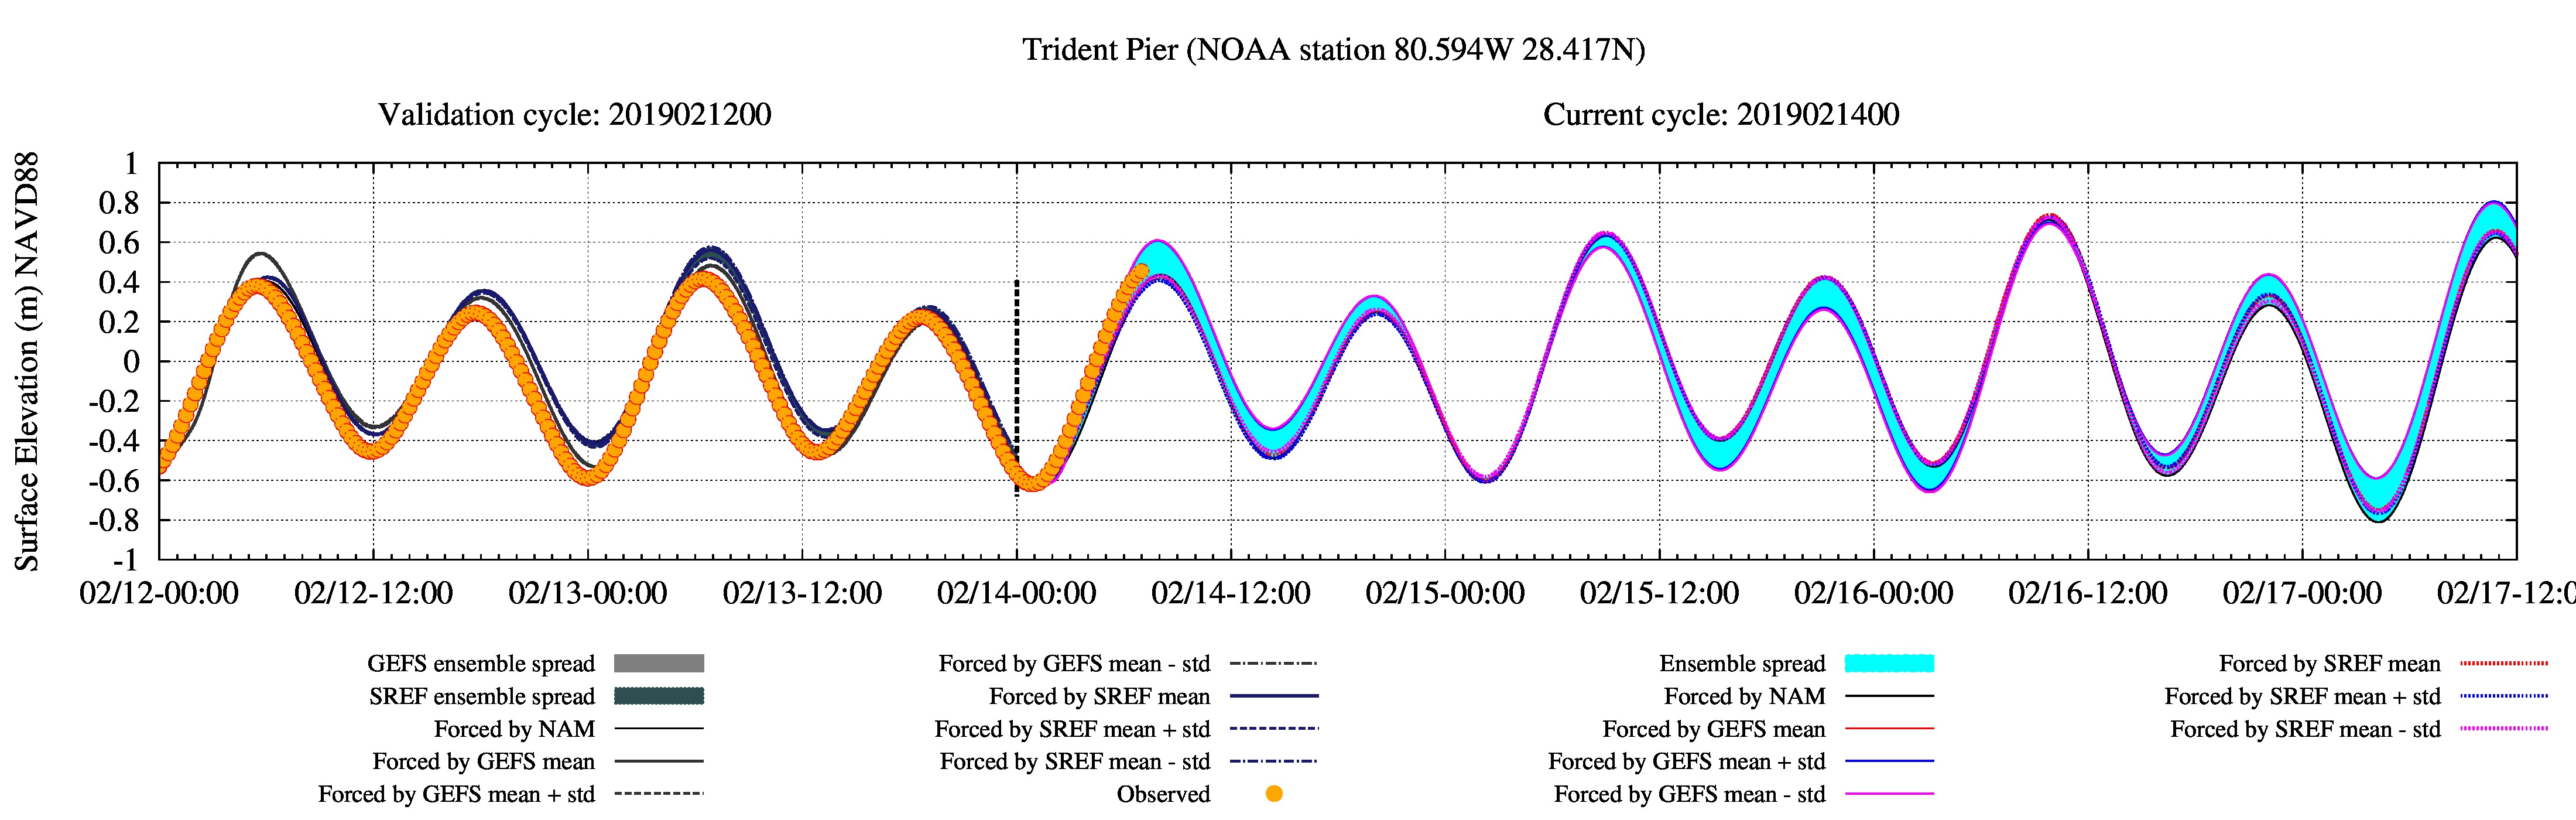 Trident Pier (NOAA station 80.594W 28.417N)
Validation cycle: 2019021200
Current cycle: 2019021400
Surface Elevation (m) NAVD88
1
0.8
0.6
0.4
0.2
0
-0.2
-0.4
-0.6
-0.8
-1
02/12-00:00 02/12-12:00 02/13-00:00 02/13-12:00 02/14-00:00 02/14-12:00 02/15-00:00 02/15-12:00 02/16-00:00 02/16-12:00 02/17-00:00 02/17-12:0
GEFS ensemble spread
SREF ensemble spread
Forced by NAM
Forced by GEFS mean
Forced by GEFS mean + std
Forced by GEFS mean - std
Forced by SREF mean
Forced by SREF mean + std
Forced by SREF mean - std
Observed
Ensemble spread
Forced by NAM
Forced by GEFS mean
Forced by GEFS mean + std
Forced by GEFS mean - std
Forced by SREF mean
Forced by SREF mean + std
Forced by SREF mean - std